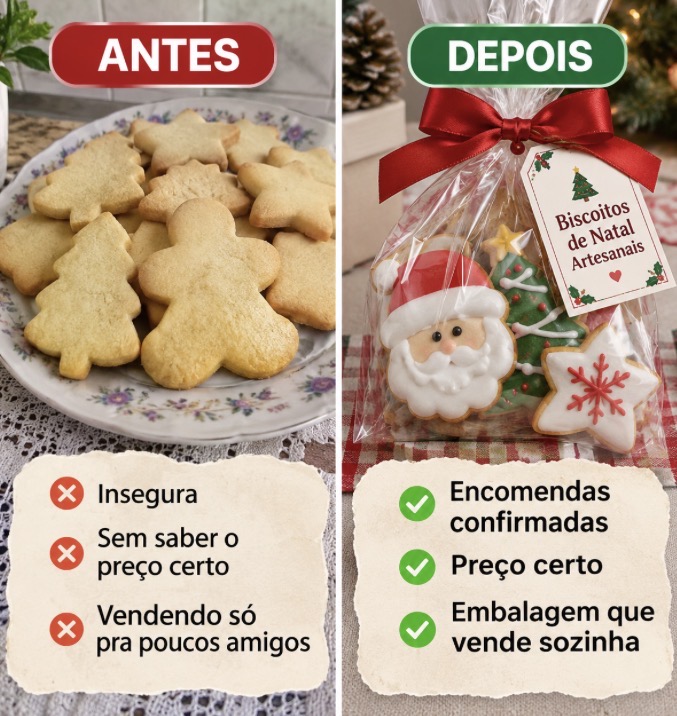 ANTES
Insegura
Sem saber o
preço certo
Vendendo só
pra poucos amigos
DEPOIS
Biscoitos
de Natal
Artesanais
Encomendas
confirmadas
Preço certo
Embalagem que
vende sozinha